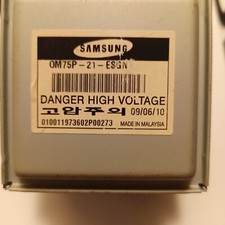 SAMSUNG
OM75P-21-ESGN
DANGER HIGH VOLTAGE
고압주의 09/06/10
010011973602P00273 MADE IN MALAYSIA